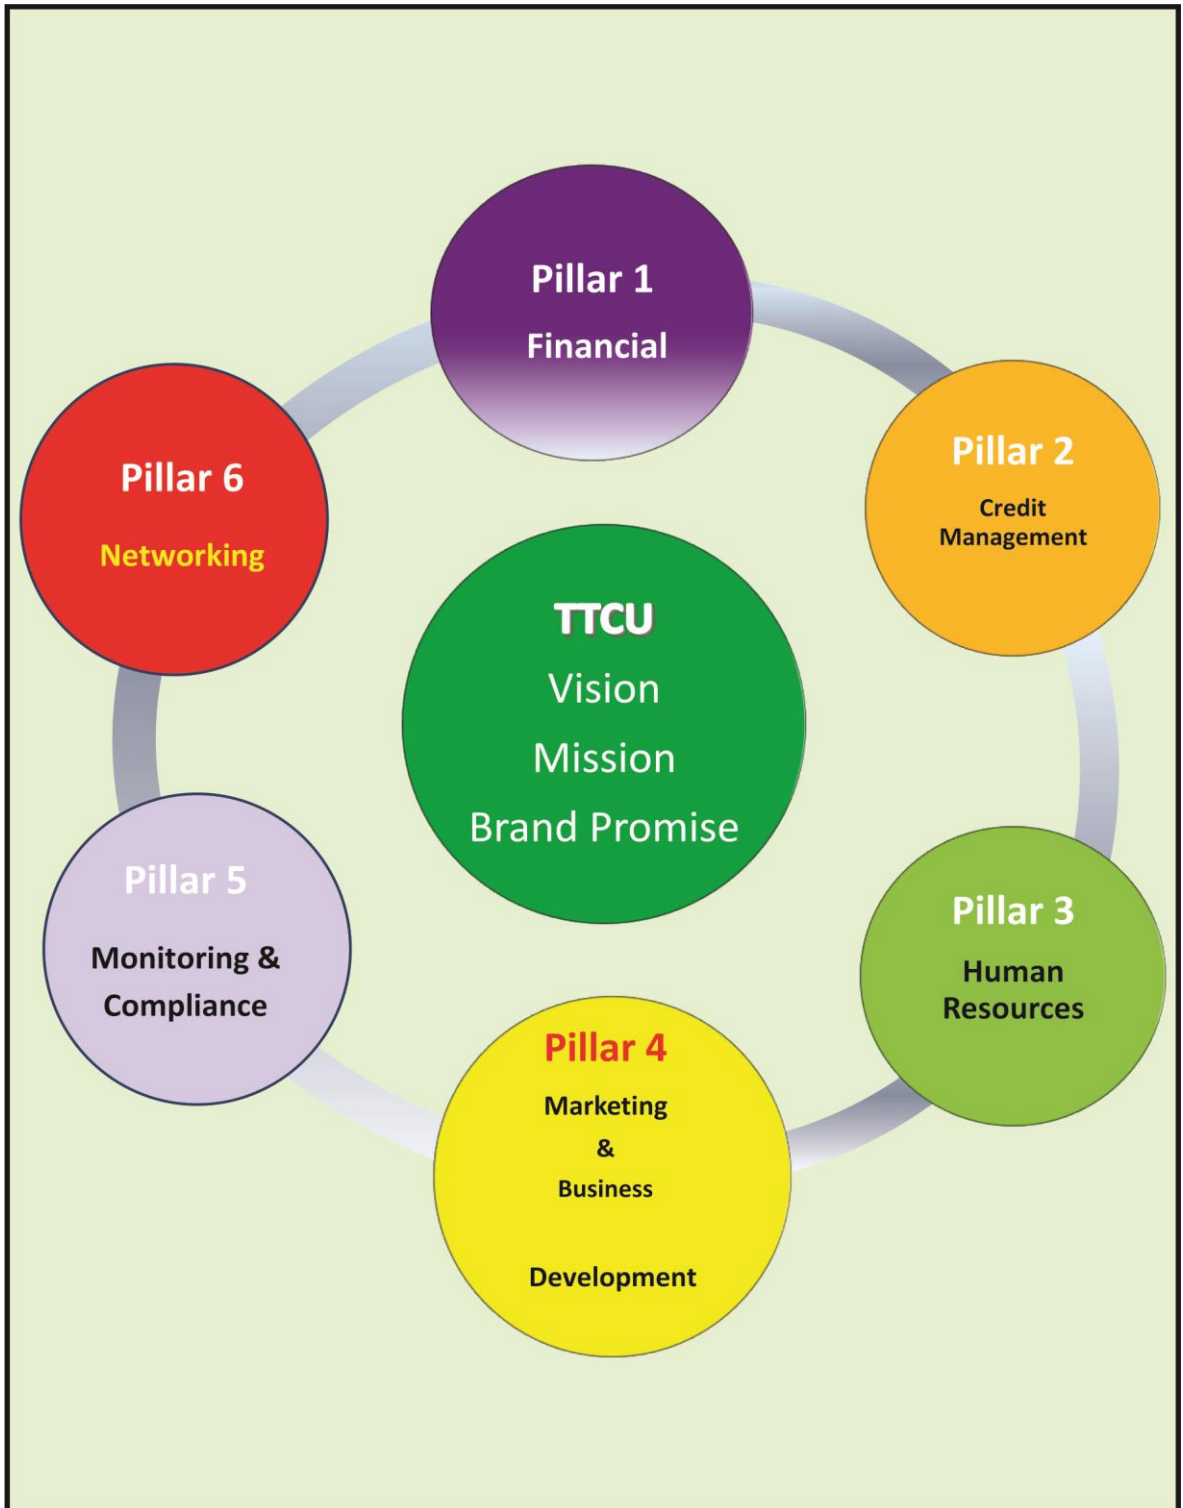 Pillar 1
Financial
Pillar 2
Credit
Management
Pillar 3
Human
Resources
Pillar 4
Marketing
&
Business
Development
Pillar 5
Monitoring &
Compliance
Pillar 6
Networking
TTCU
Vision
Mission
Brand Promise